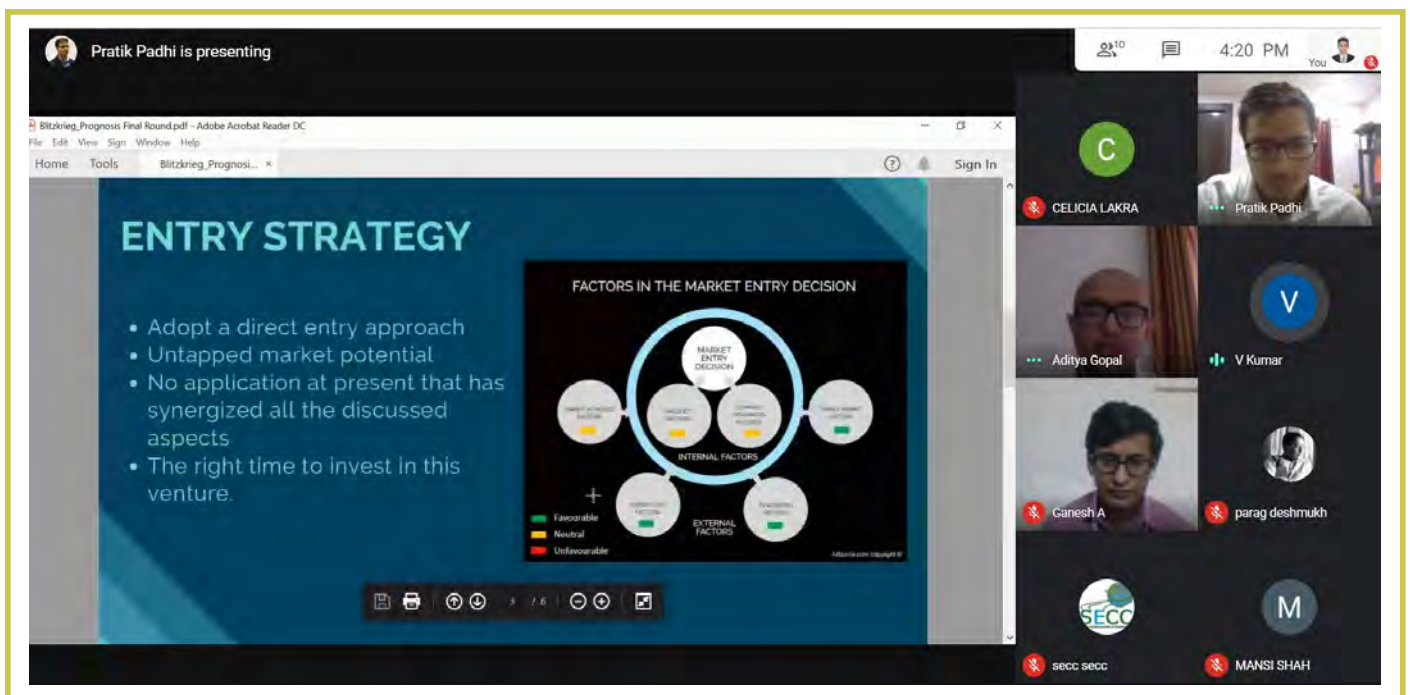 Pratik Padhi is presenting
10
4:20 PM
You
Blitzkrieg_Prognosis Final Round.pdf - Adobe Acrobat Reader DC
File Edit View Sign Window Help
Home Tools Blitzkrieg_Prognosi... ×
Sign In
ENTRY STRATEGY
• Adopt a direct entry approach
• Untapped market potential
• No application at present that has
synergized all the discussed
aspects
• The right time to invest in this
venture.
FACTORS IN THE MARKET ENTRY DECISION
MARKET
ENTRY
DECISION
INTERNAL FACTORS
EXTERNAL
FACTORS
Favourable
Neutral
Unfavourable
3 / 6
C
CELICIA LAKRA
Pratik Padhi
Aditya Gopal
V
V Kumar
Ganesh A
parag deshmukh
SECC
secc secc
M
MANSI SHAH